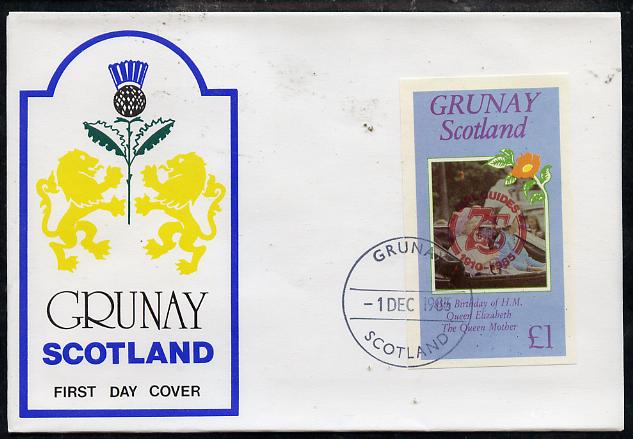 GRUNAY
SCOTLAND
FIRST DAY COVER
GRUNAY
Scotland
GUIDES
75
1910-1985
GRUNAY
-1 DEC 1985
SCOTLAND
Birthday of H.M.
Queen Elizabeth
The Queen Mother
£1